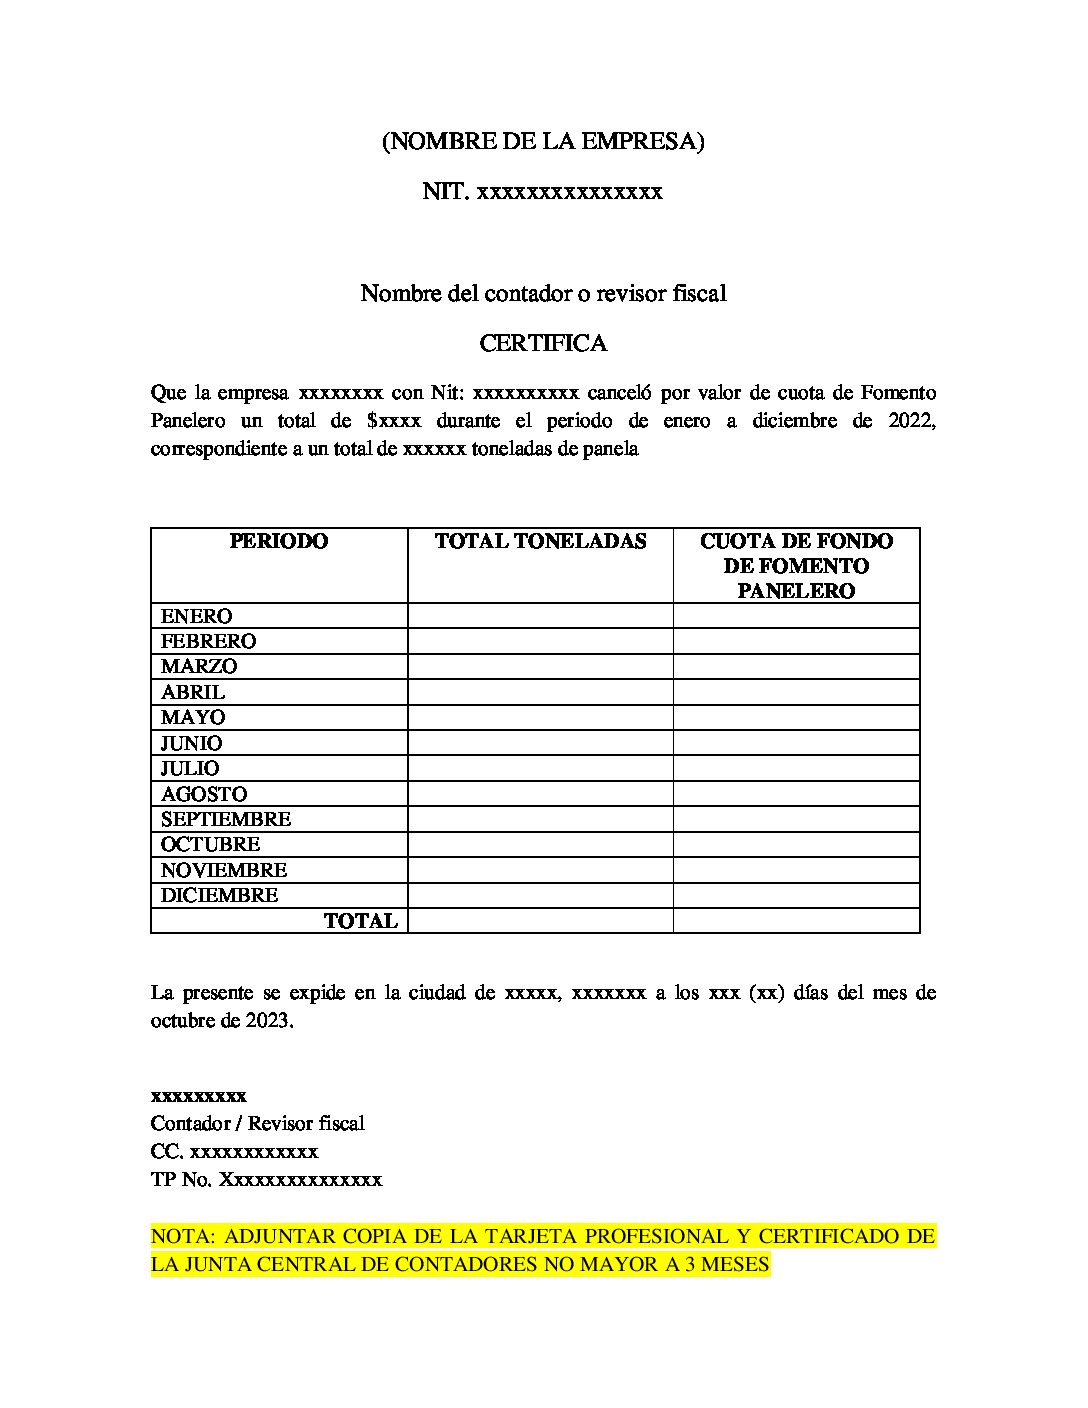 (NOMBRE DE LA EMPRESA)
NIT. xxxxxxxxxxxxxxx
Nombre del contador o revisor fiscal
CERTIFICA
Que la empresa xxxxxxxx con Nit: xxxxxxxxxx canceló por valor de cuota de Fomento
Panelero un total de $xxxx durante el periodo de enero a diciembre de 2022,
correspondiente a un total de xxxxxx toneladas de panela
PERIODO TOTAL TONELADAS CUOTA DE FONDO
DE FOMENTO
PANELERO
ENERO
FEBRERO
MARZO
ABRIL
MAYO
JUNIO
JULIO
AGOSTO
SEPTIEMBRE
OCTUBRE
NOVIEMBRE
DICIEMBRE
TOTAL
La presente se expide en la ciudad de xxxxx, xxxxxxx a los xxx (xx) días del mes de
octubre de 2023.
xxxxxxxxx
Contador / Revisor fiscal
CC. xxxxxxxxxxxx
TP No. Xxxxxxxxxxxxxxx
NOTA: ADJUNTAR COPIA DE LA TARJETA PROFESIONAL Y CERTIFICADO DE
LA JUNTA CENTRAL DE CONTADORES NO MAYOR A 3 MESES